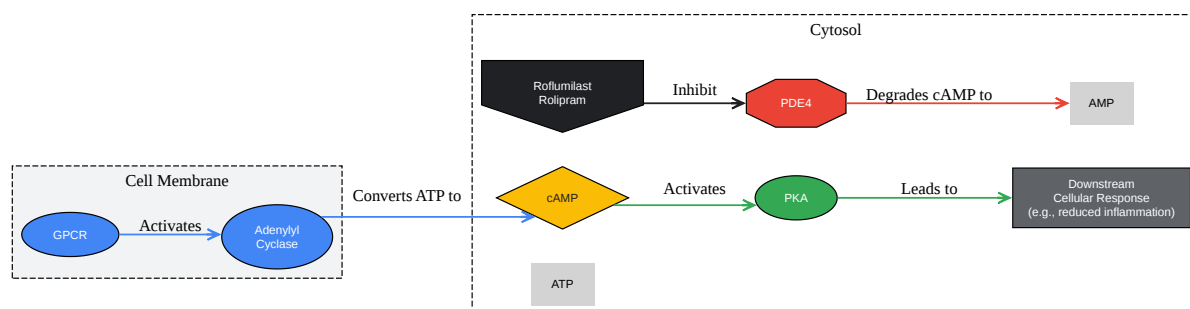 Cytosol
Roflumilast
Rolipram
Inhibit
PDE4
Degrades cAMP to
AMP
Cell Membrane
GPCR
Activates
Adenylyl
Cyclase
Converts ATP to
cAMP
Activates
PKA
Leads to
Downstream
Cellular Response
(e.g., reduced inflammation)
ATP